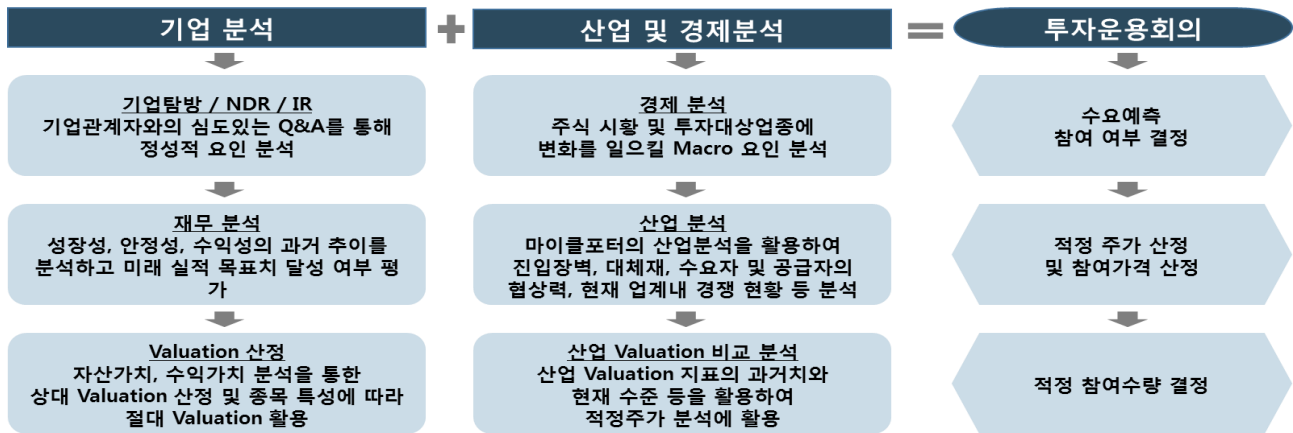 기업 분석
기업탐방 / NDR / IR
기업관계자와의 심도있는 Q&A를 통해
정성적 요인 분석
재무 분석
성장성, 안정성, 수익성의 과거 추이를
분석하고 미래 실적 목표치 달성 여부 평
가
Valuation 산정
자산가치, 수익가치 분석을 통한
상대 Valuation 산정 및 종목 특성에 따라
절대 Valuation 활용
+
산업 및 경제분석
경제 분석
주식 시황 및 투자대상업종에
변화를 일으킬 Macro 요인 분석
산업 분석
마이클포터의 산업분석을 활용하여
진입장벽, 대체재, 수요자 및 공급자의
협상력, 현재 업계내 경쟁 현황 등 분석
산업 Valuation 비교 분석
산업 Valuation 지표의 과거치와
현재 수준 등을 활용하여
적정주가 분석에 활용
=
투자운용회의
수요예측
참여 여부 결정
적정 주가 산정
및 참여가격 산정
적정 참여수량 결정